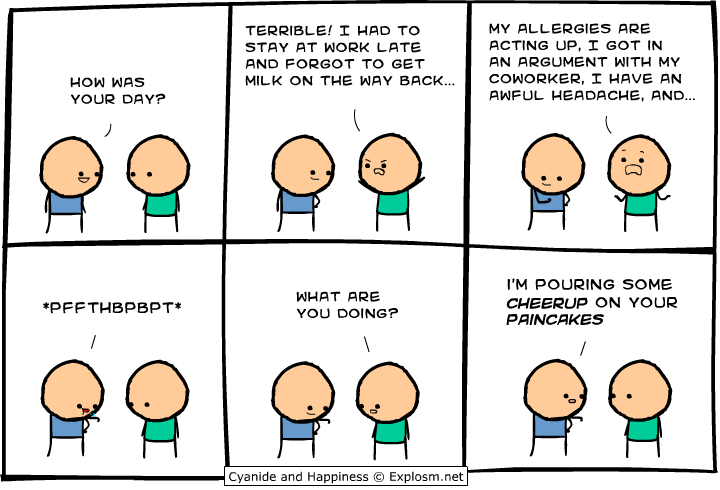 HOW WAS
YOUR DAY?
TERRIBLE! I HAD TO
STAY AT WORK LATE
AND FORGOT TO GET
MILK ON THE WAY BACK...
MY ALLERGIES ARE
ACTING UP, I GOT IN
AN ARGUMENT WITH MY
COWORKER, I HAVE AN
AWFUL HEADACHE, AND...
*PFFTHBPBPT*
WHAT ARE
YOU DOING?
I'M POURING SOME
CHEERUP ON YOUR
PAINCAKES
Cyanide and Happiness © Explosm.net